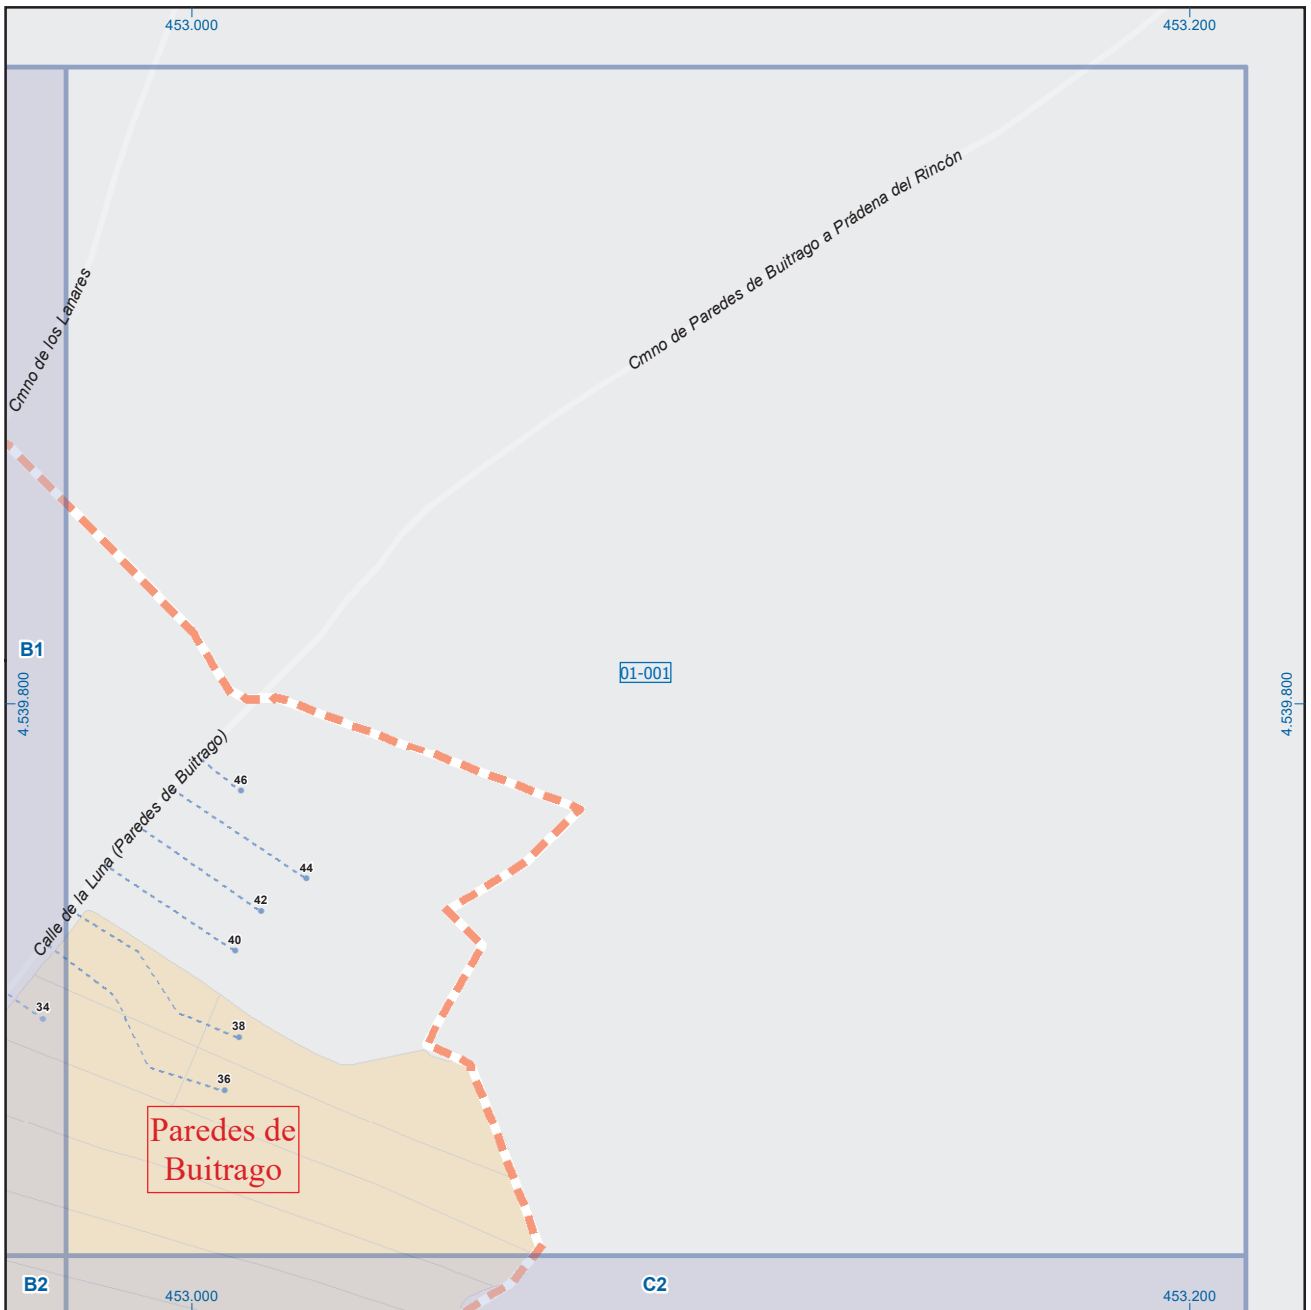 453.000
453.200
Cmno de Paredes de Buitrago a Prádena del Rincón
Cmno de los Lanares
B1
01-001
4.539.800
4.539.800
Calle de la Luna (Paredes de Buitrago)
46
44
42
40
34
38
36
Paredes de
Buitrago
B2
453.000
C2
453.200